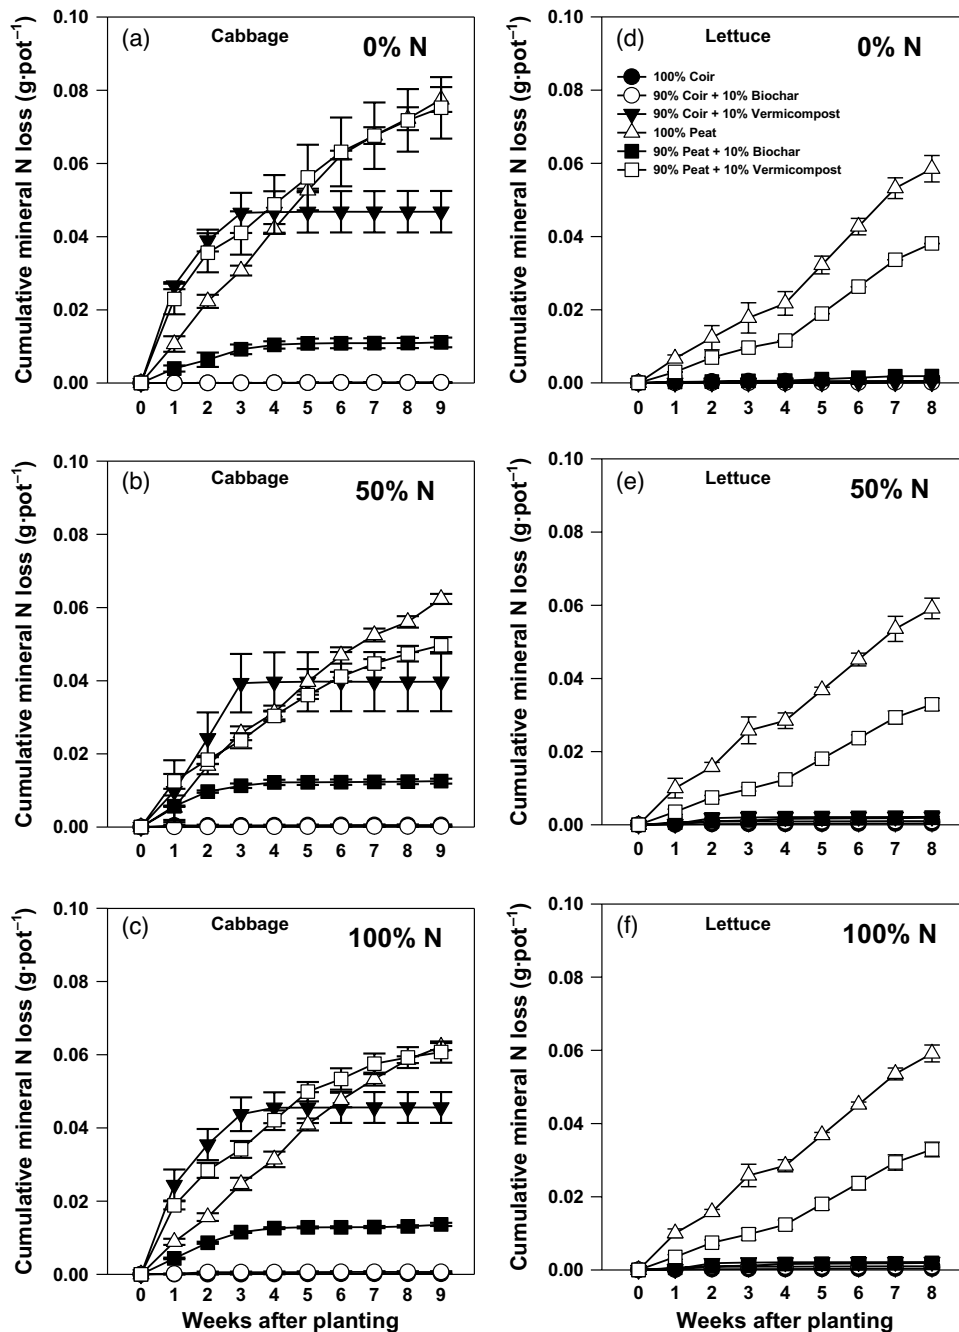 (a)
Cabbage
0% N
Cumulative mineral N loss (g·pot⁻¹)
0.10
0.08
0.06
0.04
0.02
0.00
0 1 2 3 4 5 6 7 8 9
(d)
Lettuce
0% N
100% Coir
90% Coir + 10% Biochar
90% Coir + 10% Vermicompost
100% Peat
90% Peat + 10% Biochar
90% Peat + 10% Vermicompost
Cumulative mineral N loss (g·pot⁻¹)
0.10
0.08
0.06
0.04
0.02
0.00
0 1 2 3 4 5 6 7 8
(b)
Cabbage
50% N
Cumulative mineral N loss (g·pot⁻¹)
0.10
0.08
0.06
0.04
0.02
0.00
0 1 2 3 4 5 6 7 8 9
(e)
Lettuce
50% N
Cumulative mineral N loss (g·pot⁻¹)
0.10
0.08
0.06
0.04
0.02
0.00
0 1 2 3 4 5 6 7 8
(c)
Cabbage
100% N
Cumulative mineral N loss (g·pot⁻¹)
0.10
0.08
0.06
0.04
0.02
0.00
0 1 2 3 4 5 6 7 8 9
Weeks after planting
(f)
Lettuce
100% N
Cumulative mineral N loss (g·pot⁻¹)
0.10
0.08
0.06
0.04
0.02
0.00
0 1 2 3 4 5 6 7 8
Weeks after planting